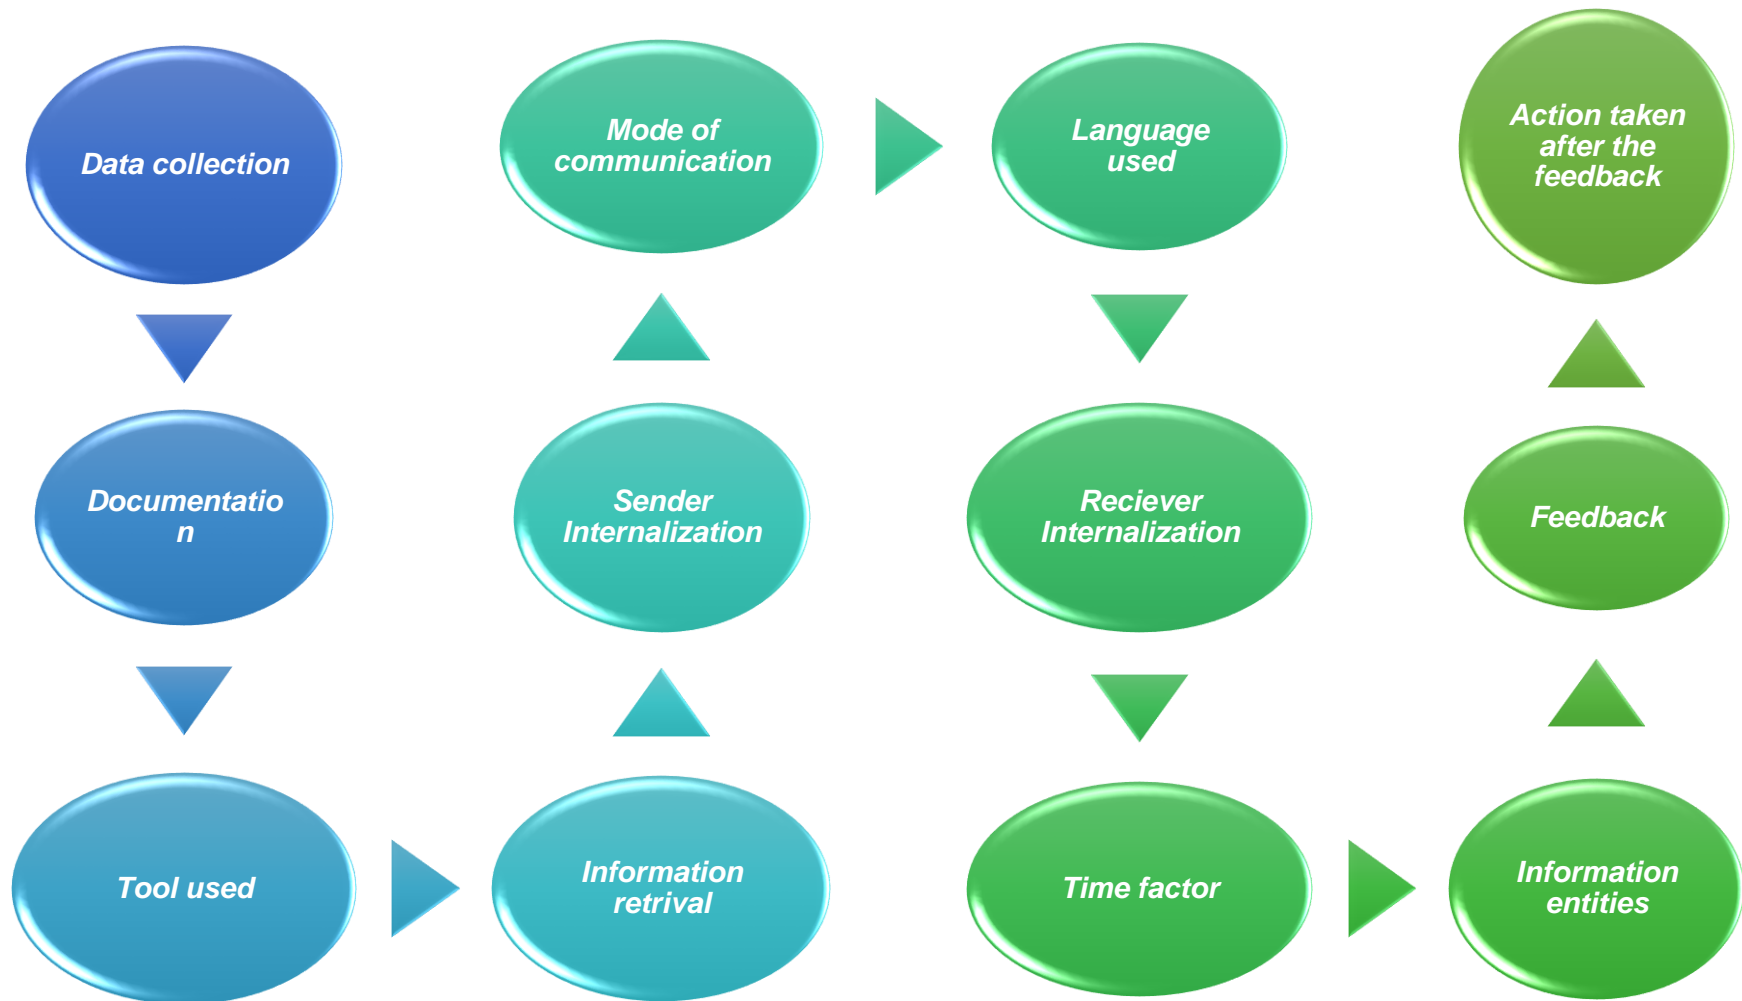 Data collection
Documentatio
n
Tool used
Information
retrival
Sender
Internalization
Mode of
communication
Language
used
Reciever
Internalization
Time factor
Information
entities
Feedback
Action taken
after the
feedback